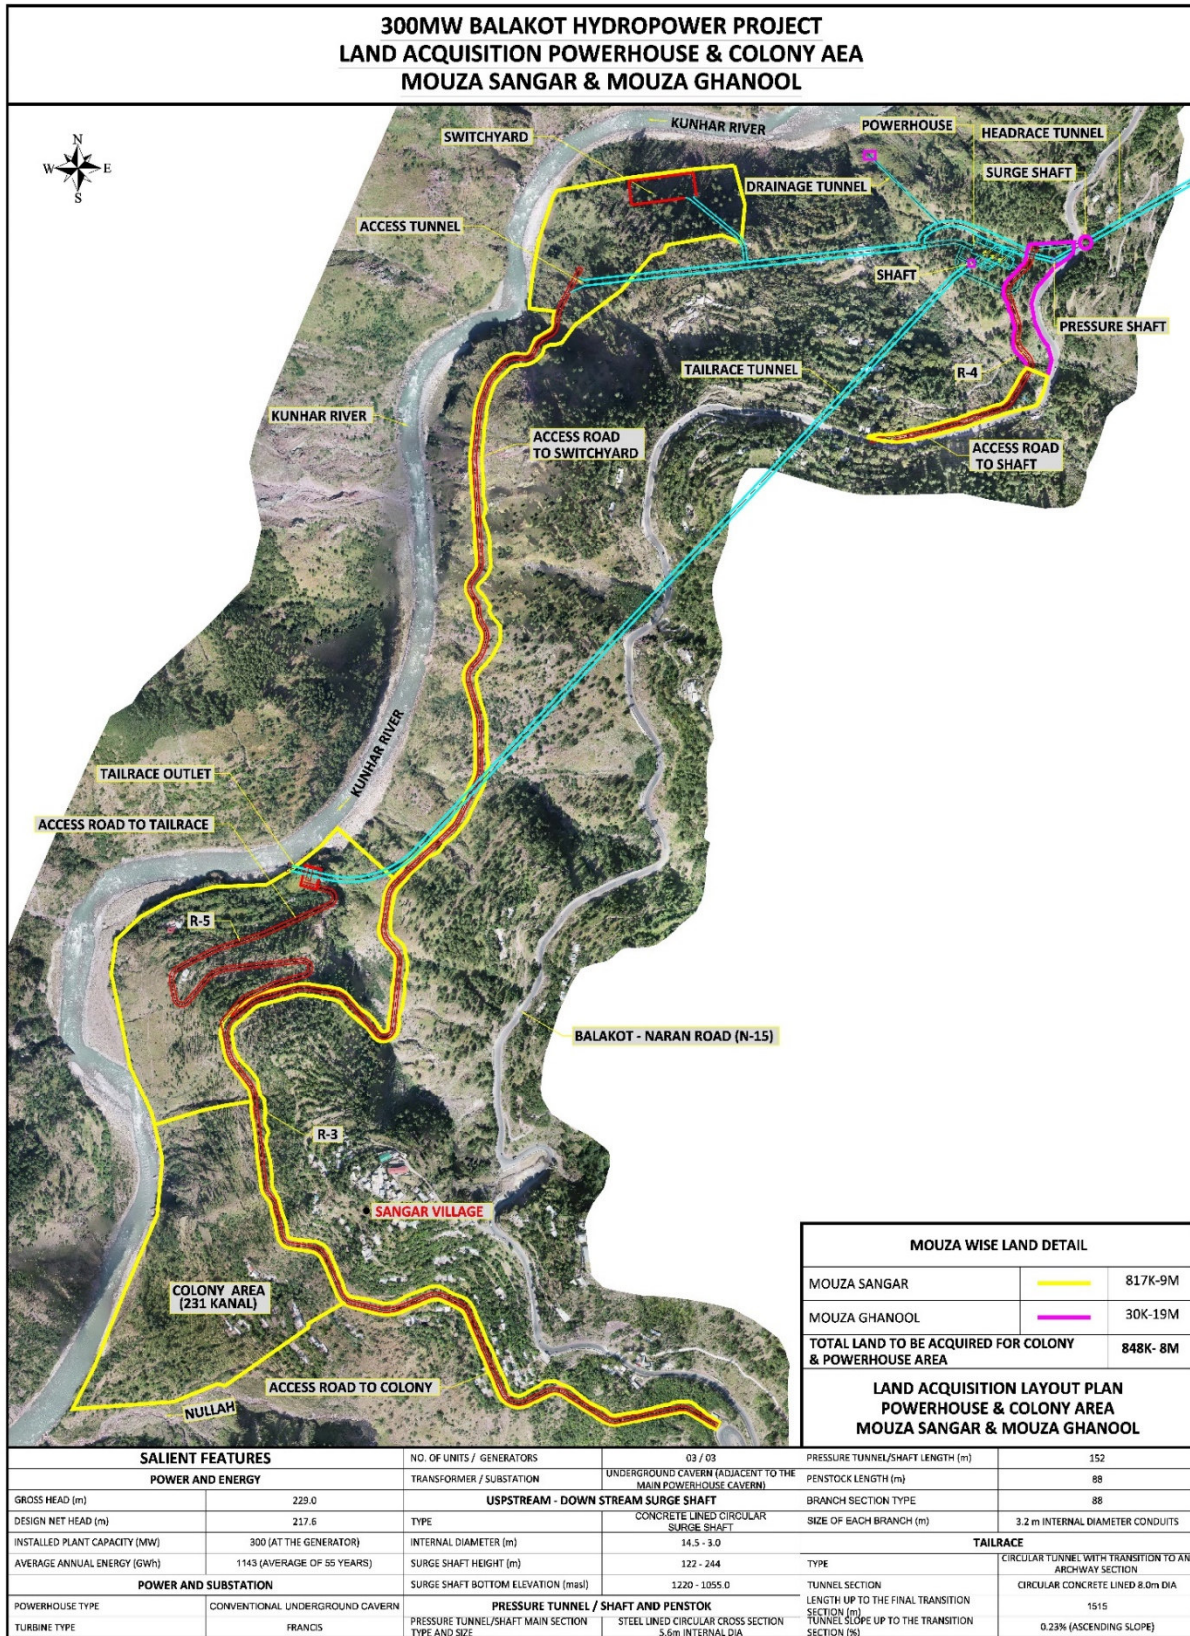 300MW BALAKOT HYDROPOWER PROJECT
LAND ACQUISITION POWERHOUSE & COLONY AEA
MOUZA SANGAR & MOUZA GHANOOL
N
W E
S
SWITCHYARD
KUNHAR RIVER
POWERHOUSE
HEADRACE TUNNEL
SURGE SHAFT
DRAINAGE TUNNEL
ACCESS TUNNEL
SHAFT
PRESSURE SHAFT
TAILRACE TUNNEL
R-4
KUNHAR RIVER
ACCESS ROAD
TO SWITCHYARD
ACCESS ROAD
TO SHAFT
KUNHAR RIVER
TAILRACE OUTLET
ACCESS ROAD TO TAILRACE
R-5
BALAKOT - NARAN ROAD (N-15)
R-3
SANGAR VILLAGE
COLONY AREA
(231 KANAL)
ACCESS ROAD TO COLONY
NULLAH
MOUZA WISE LAND DETAIL
MOUZA SANGAR 817K-9M
MOUZA GHANOOL 30K-19M
TOTAL LAND TO BE ACQUIRED FOR COLONY
& POWERHOUSE AREA 848K- 8M
LAND ACQUISITION LAYOUT PLAN
POWERHOUSE & COLONY AREA
MOUZA SANGAR & MOUZA GHANOOL
SALIENT FEATURES
POWER AND ENERGY
GROSS HEAD (m) 229.0
DESIGN NET HEAD (m) 217.6
INSTALLED PLANT CAPACITY (MW) 300 (AT THE GENERATOR)
AVERAGE ANNUAL ENERGY (GWh) 1143 (AVERAGE OF 55 YEARS)
POWER AND SUBSTATION
POWERHOUSE TYPE CONVENTIONAL UNDERGROUND CAVERN
TURBINE TYPE FRANCIS
NO. OF UNITS / GENERATORS 03 / 03
TRANSFORMER / SUBSTATION UNDERGROUND CAVERN (ADJACENT TO THE
MAIN POWERHOUSE CAVERN)
USPSTREAM - DOWN STREAM SURGE SHAFT
TYPE CONCRETE LINED CIRCULAR
SURGE SHAFT
INTERNAL DIAMETER (m) 14.5 - 3.0
SURGE SHAFT HEIGHT (m) 122 - 244
SURGE SHAFT BOTTOM ELEVATION (masl) 1220 - 1055.0
PRESSURE TUNNEL / SHAFT AND PENSTOK
PRESSURE TUNNEL/SHAFT MAIN SECTION
TYPE AND SIZE
STEEL LINED CIRCULAR CROSS SECTION
5.6m INTERNAL DIA
PRESSURE TUNNEL/SHAFT LENGTH (m) 152
PENSTOCK LENGTH (m) 88
BRANCH SECTION TYPE 88
SIZE OF EACH BRANCH (m) 3.2 m INTERNAL DIAMETER CONDUITS
TAILRACE
TYPE CIRCULAR TUNNEL WITH TRANSITION TO AN
ARCHWAY SECTION
TUNNEL SECTION CIRCULAR CONCRETE LINED 8.0m DIA
LENGTH UP TO THE FINAL TRANSITION
SECTION (m) 1515
TUNNEL SLOPE UP TO THE TRANSITION
SECTION (%) 0.23% (ASCENDING SLOPE)